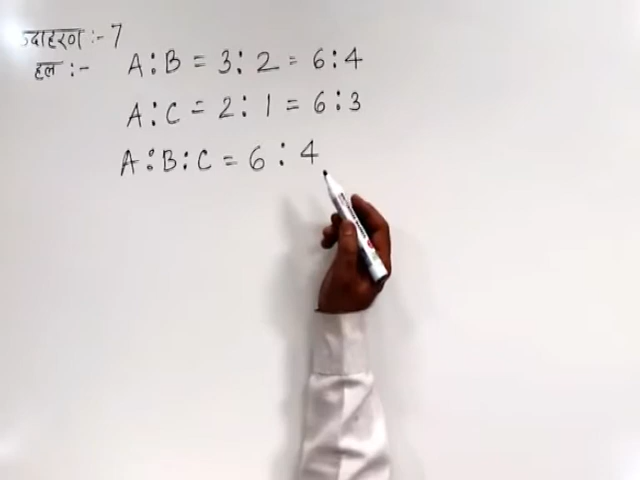 उदाहरण :- 7
हल :- A : B = 3 : 2 = 6 : 4
A : C = 2 : 1 = 6 : 3
A : B : C = 6 : 4